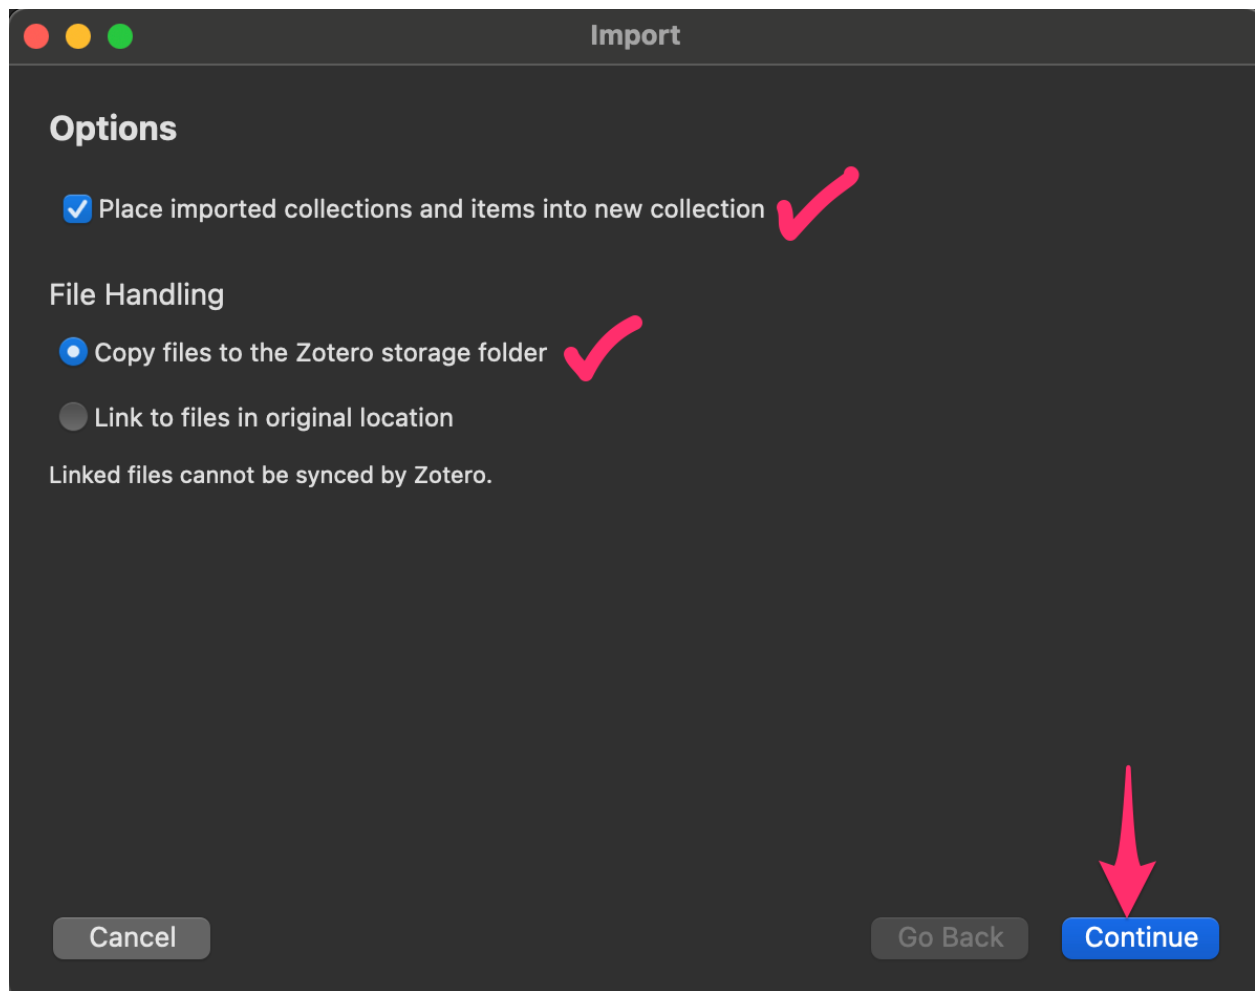 Import
Options
Place imported collections and items into new collection
File Handling
Copy files to the Zotero storage folder
Link to files in original location
Linked files cannot be synced by Zotero.
Cancel
Go Back
Continue